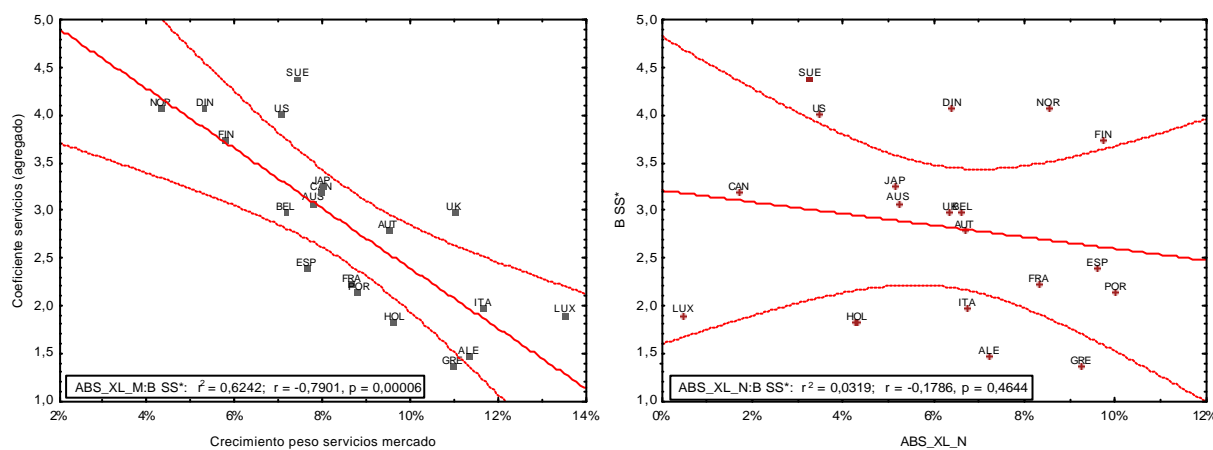 5,0
4,5
4,0
3,5
3,0
2,5
2,0
1,5
1,0
Coeficiente servicios (agregado)
SUE
NOR
DIN
US
FIN
JAP
CAN
AUS
BEL
UK
AUT
ESP
FRA
POR
ITA
LUX
HOL
ALE
GRE
ABS_XL_M:B SS*: r² = 0,6242; r = -0,7901, p = 0,00006
2%
4%
6%
8%
10%
12%
14%
Crecimiento peso servicios mercado
5,0
4,5
4,0
3,5
3,0
2,5
2,0
1,5
1,0
B SS*
SUE
US
DIN
NOR
FIN
CAN
JAP
AUS
UK
BEL
AUT
ESP
FRA
POR
LUX
HOL
ITA
ALE
GRE
ABS_XL_N:B SS*: r² = 0,0319; r = -0,1786, p = 0,4644
0%
2%
4%
6%
8%
10%
12%
ABS_XL_N